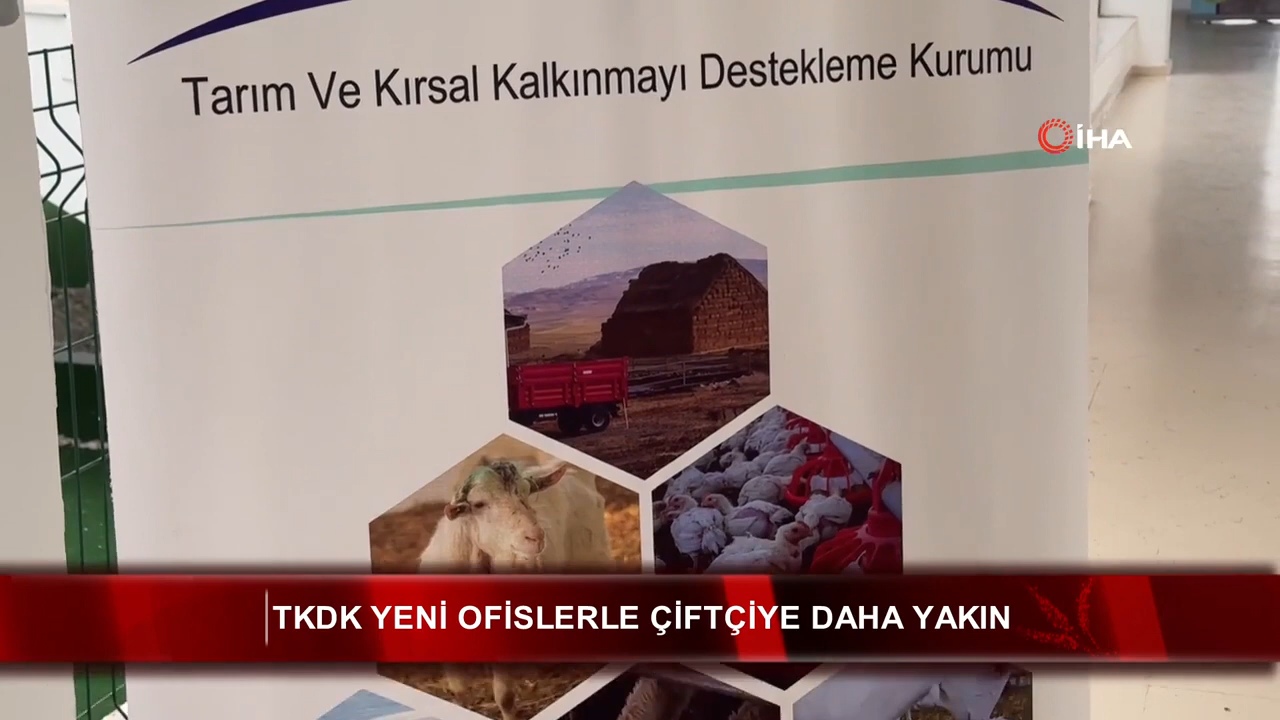 Tarım Ve Kırsal Kalkınmayı Destekleme Kurumu
İHA
TKDK YENİ OFİSLERLE ÇİFTÇİYE DAHA YAKIN